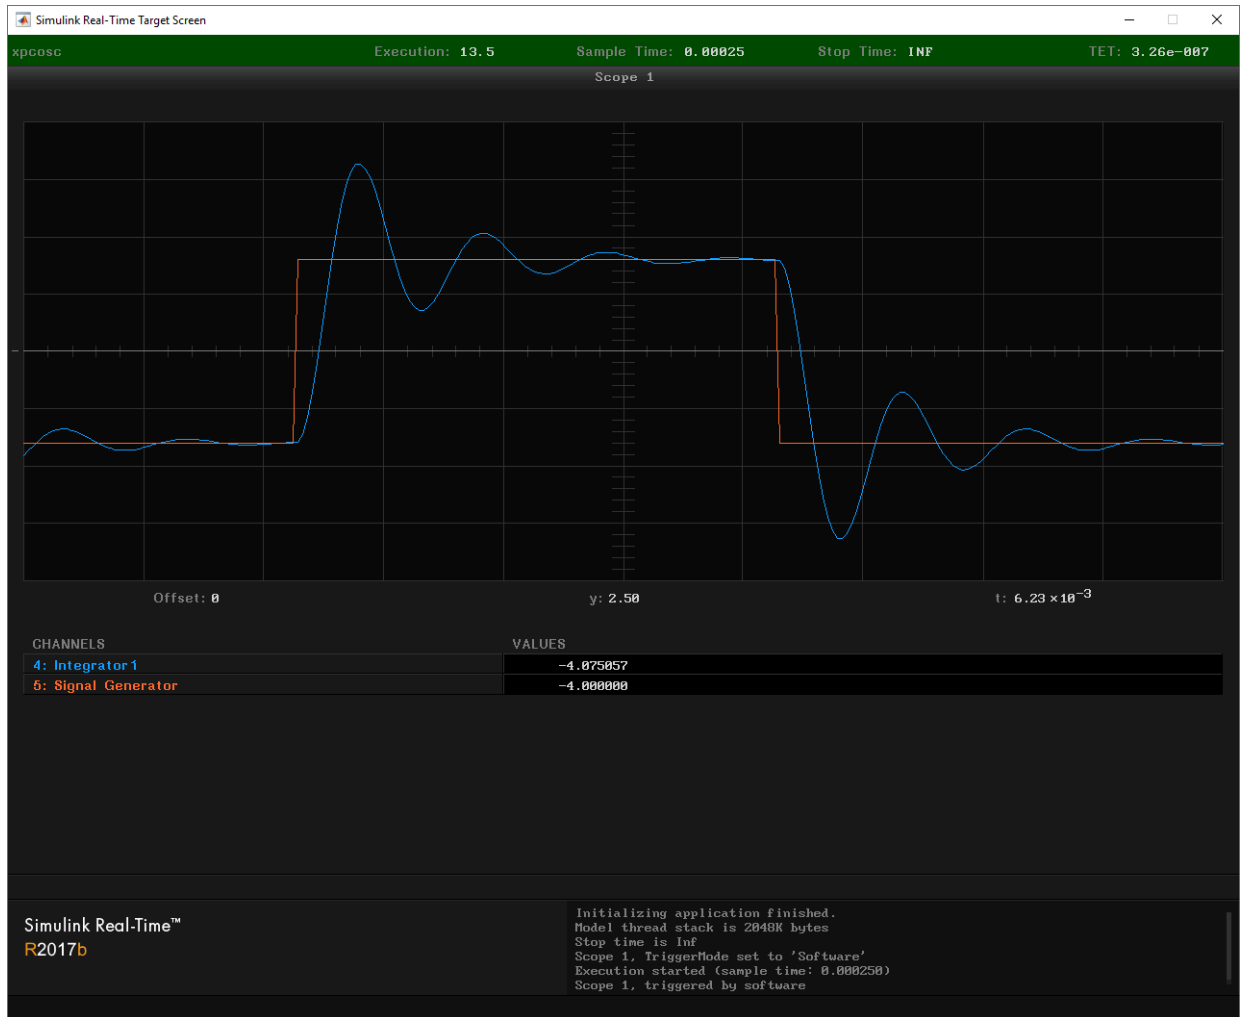 Simulink Real-Time Target Screen
xpcosc Execution: 13.5 Sample Time: 0.00025 Stop Time: INF TET: 3.26e-007
Scope 1
Offset: 0 y: 2.50 t: 6.23 ×10⁻³
CHANNELS VALUES
4: Integrator1 -4.075057
5: Signal Generator -4.000000
Simulink Real-Time™
R2017b
Initializing application finished.
Model thread stack is 2048K bytes
Stop time is Inf
Scope 1, TriggerMode set to 'Software'
Execution started (sample time: 0.000250)
Scope 1, triggered by software